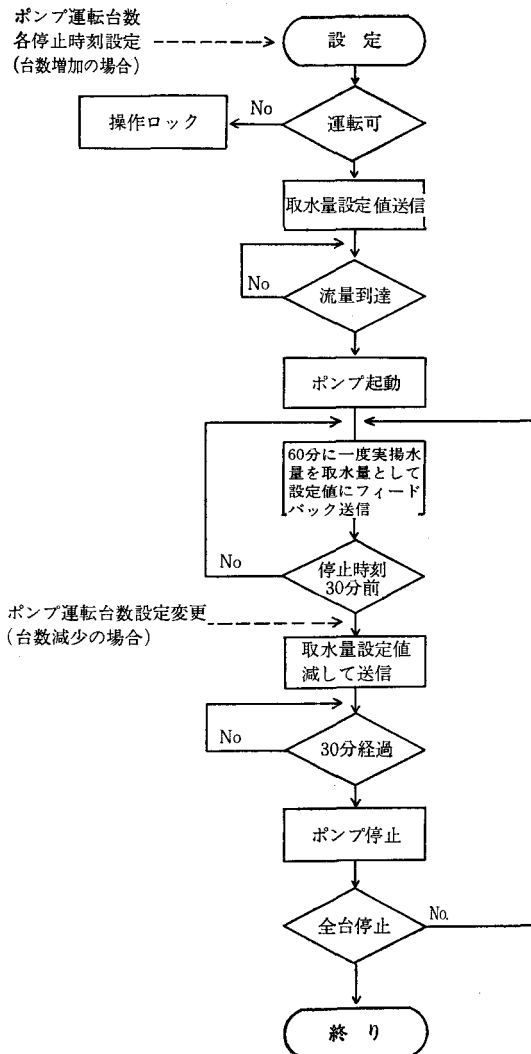 ポンプ運転台数
各停止時刻設定
(台数増加の場合)
設定
運転可
No
操作ロック
取水量設定値送信
流量到達
No
ポンプ起動
60分に一度実揚水
量を取水量として
設定値にフィード
バック送信
停止時刻
30分前
No
ポンプ運転台数設定変更
(台数減少の場合)
取水量設定値
減して送信
30分経過
No
ポンプ停止
全台停止
No.
終り